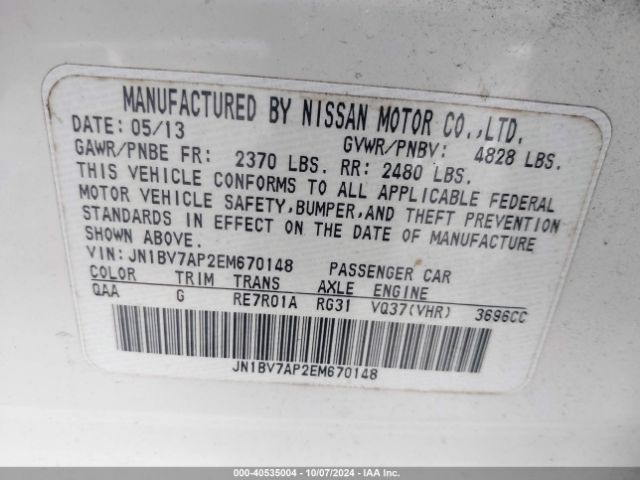 MANUFACTURED BY NISSAN MOTOR CO.,LTD.
DATE: 05/13 GVWR/PNBV: 4828 LBS.
GAWR/PNBE FR: 2370 LBS. RR: 2480 LBS.
THIS VEHICLE CONFORMS TO ALL APPLICABLE FEDERAL
MOTOR VEHICLE SAFETY,BUMPER,AND THEFT PREVENTION
STANDARDS IN EFFECT ON THE DATE OF MANUFACTURE
SHOWN ABOVE.
VIN: JN1BV7AP2EM670148 PASSENGER CAR
COLOR TRIM TRANS AXLE ENGINE
QAA G RE7R01A RG31 VQ37(VHR) 3696CC
JN1BV7AP2EM670148
000-40535004 | 10/07/2024 | IAA Inc.